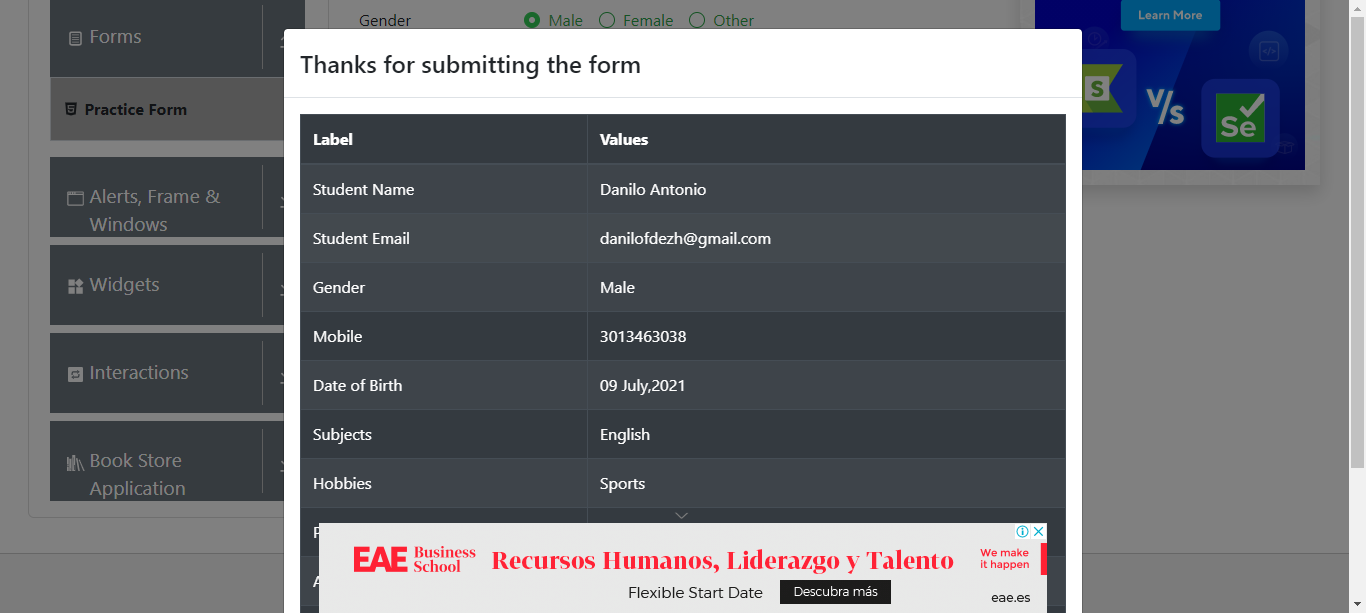 Gender Male Female Other
Learn More
Forms
Thanks for submitting the form
Practice Form
S
V/s
Se
Label Values
Student Name Danilo Antonio
Alerts, Frame &
Windows
Student Email danilofdezh@gmail.com
Widgets
Gender Male
Mobile 3013463038
Interactions
Date of Birth 09 July,2021
Subjects English
Book Store
Application
Hobbies Sports
P
EAE Business
School
Recursos Humanos, Liderazgo y Talento
We make
it happen
A
Flexible Start Date Descubra más
eae.es